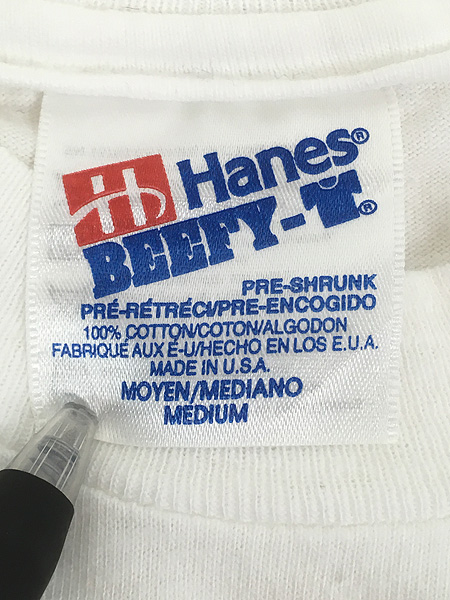 H Hanes®
BEEFY-T®
PRE-SHRUNK
PRÉ-RÉTRÉCI/PRE-ENCOGIDO
100% COTTON/COTON/ALGODON
FABRIQUÉ AUX É-U/HECHO EN LOS E.U.A.
MADE IN U.S.A.
MOYEN/MEDIANO
MEDIUM